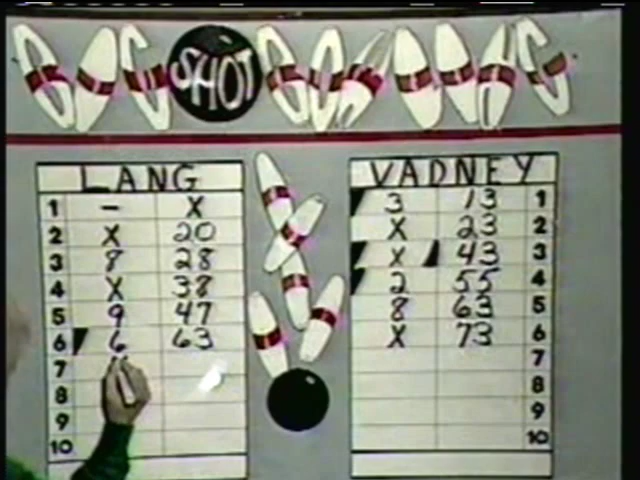 BIG SHOT BOWLING
LANG
1 – X
2 X 20
3 8 28
4 X 38
5 9 47
6 6 63
7
8
9
10
VADNEY
3 13 1
X 23 2
X 43 3
2 55 4
8 63 5
X 73 6
7
8
9
10